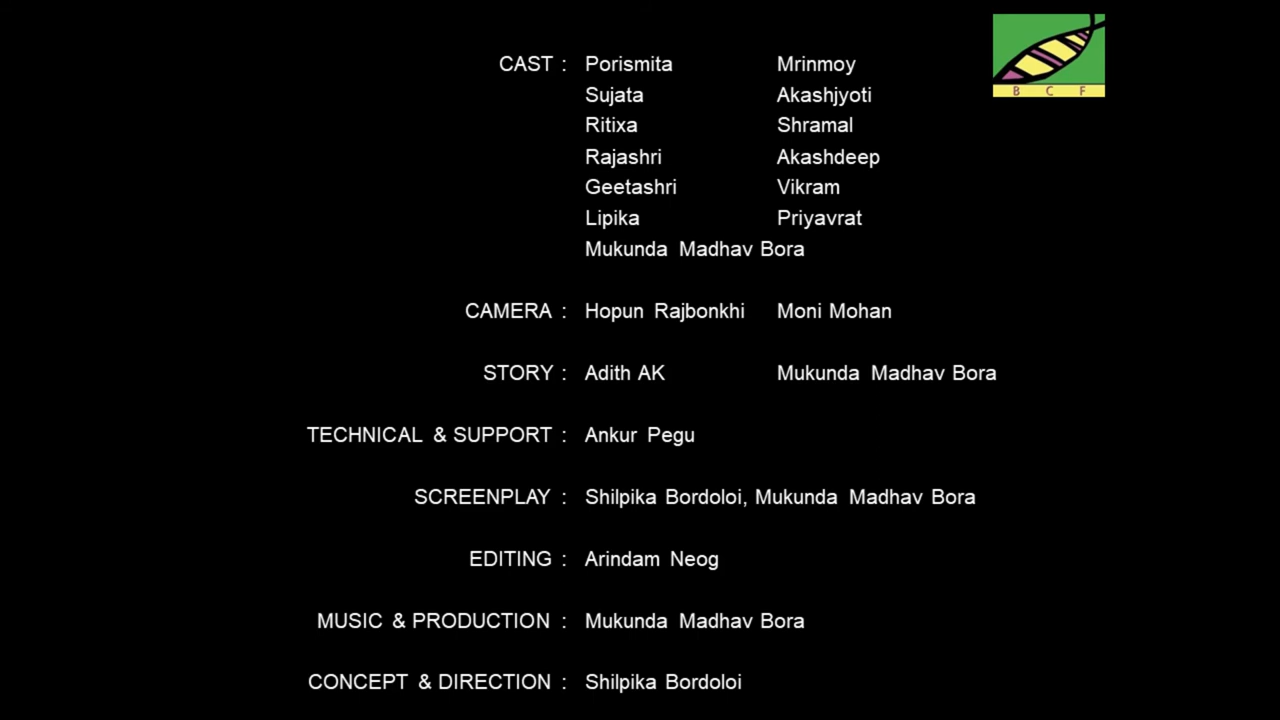 CAST : Porismita Mrinmoy
Sujata Akashjyoti
Ritixa Shramal
Rajashri Akashdeep
Geetashri Vikram
Lipika Priyavrat
Mukunda Madhav Bora
CAMERA : Hopun Rajbonkhi Moni Mohan
STORY : Adith AK Mukunda Madhav Bora
TECHNICAL & SUPPORT : Ankur Pegu
SCREENPLAY : Shilpika Bordoloi, Mukunda Madhav Bora
EDITING : Arindam Neog
MUSIC & PRODUCTION : Mukunda Madhav Bora
CONCEPT & DIRECTION : Shilpika Bordoloi
B C F